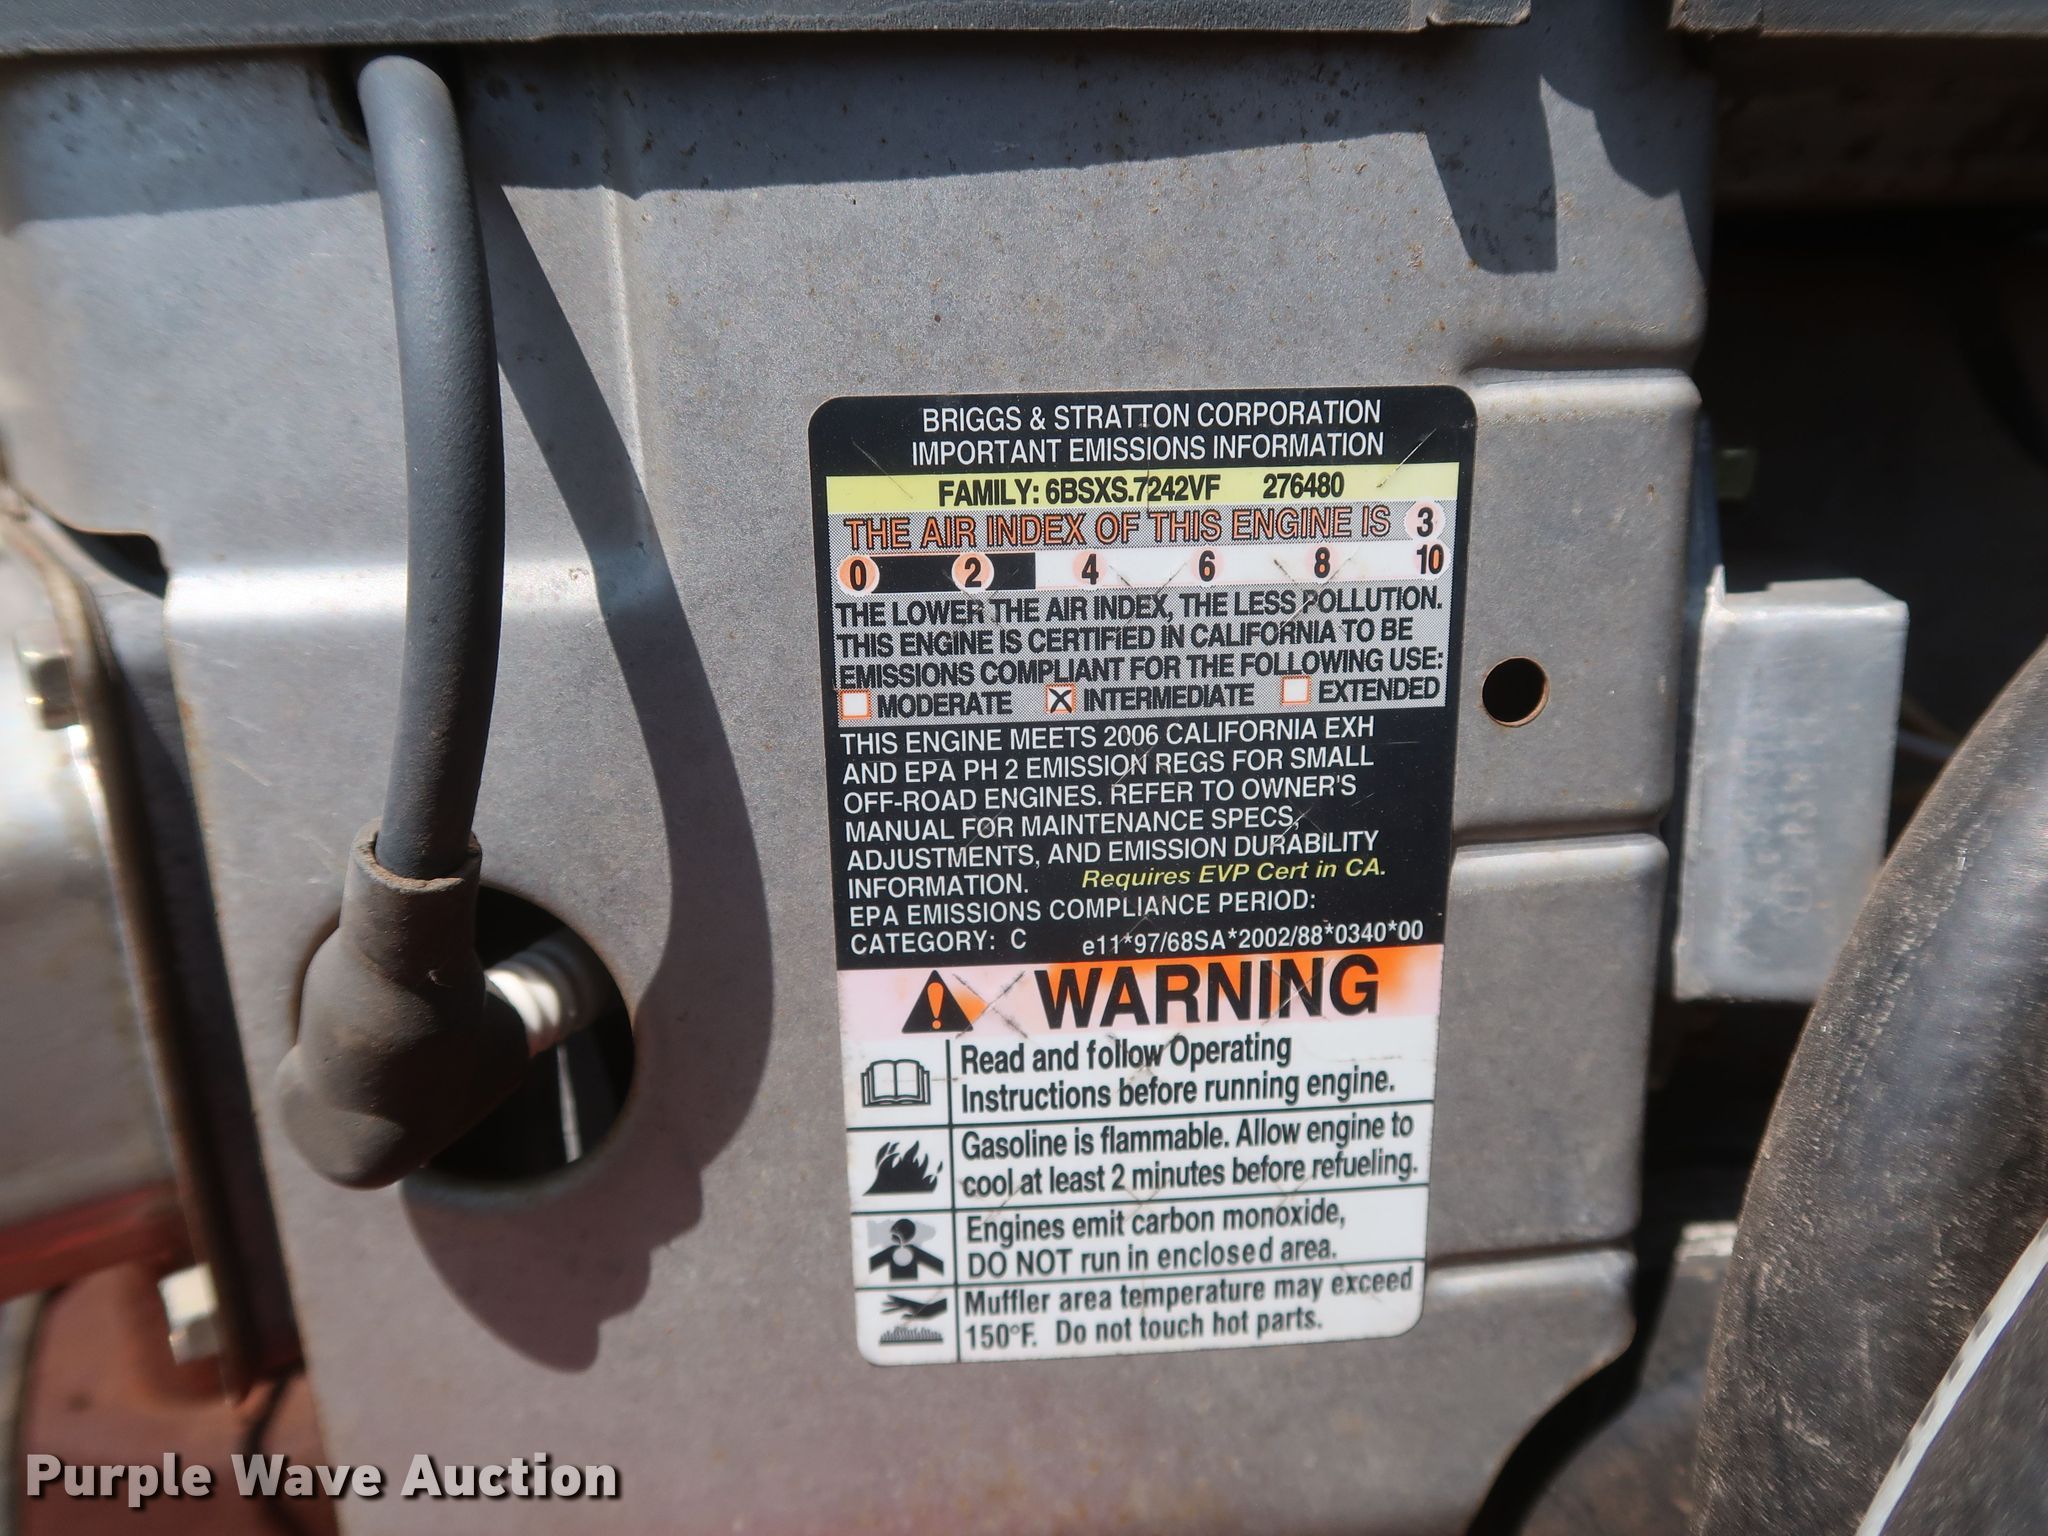 BRIGGS & STRATTON CORPORATION
IMPORTANT EMISSIONS INFORMATION
FAMILY: 6BSXS.7242VF 276480
THE AIR INDEX OF THIS ENGINE IS 3
0 2 4 6 8 10
THE LOWER THE AIR INDEX, THE LESS POLLUTION.
THIS ENGINE IS CERTIFIED IN CALIFORNIA TO BE
EMISSIONS COMPLIANT FOR THE FOLLOWING USE:
MODERATE INTERMEDIATE EXTENDED
THIS ENGINE MEETS 2006 CALIFORNIA EXH
AND EPA PH 2 EMISSION REGS FOR SMALL
OFF-ROAD ENGINES. REFER TO OWNER'S
MANUAL FOR MAINTENANCE SPECS,
ADJUSTMENTS, AND EMISSION DURABILITY
INFORMATION. Requires EVP Cert in CA.
EPA EMISSIONS COMPLIANCE PERIOD:
CATEGORY: C e11*97/68SA*2002/88*0340*00
WARNING
Read and follow Operating
Instructions before running engine.
Gasoline is flammable. Allow engine to
cool at least 2 minutes before refueling.
Engines emit carbon monoxide,
DO NOT run in enclosed area.
Muffler area temperature may exceed
150°F. Do not touch hot parts.
Purple Wave Auction